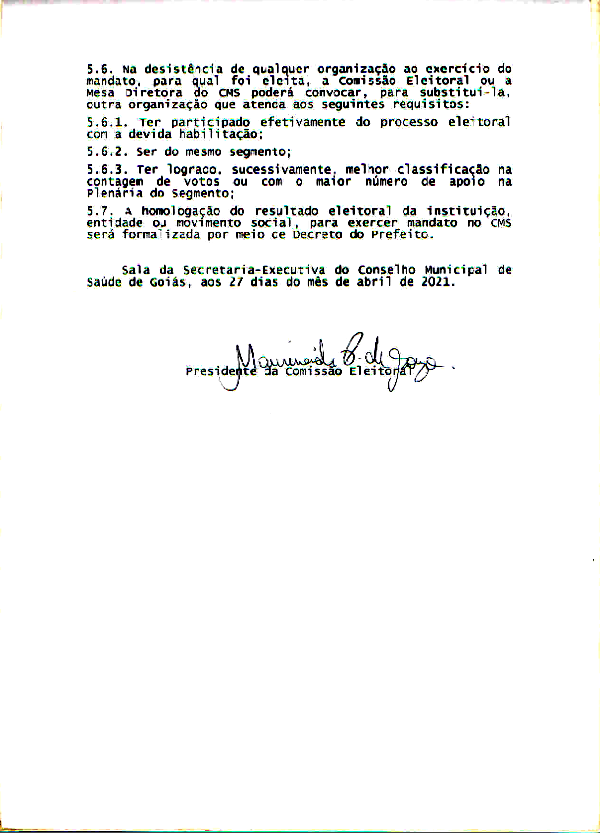 5.6. Na desistência de qualquer organização ao exercício do
mandato, para qual foi eleita, a Comissão Eleitoral ou a
Mesa Diretora do CMS poderá convocar, para substituí-la,
outra organização que atenda aos seguintes requisitos:
5.6.1. Ter participado efetivamente do processo eleitoral
com a devida habilitação;
5.6.2. Ser do mesmo segmento;
5.6.3. Ter logrado, sucessivamente, melhor classificação na
contagem de votos ou com o maior número de apoio na
Plenária do Segmento;
5.7. A homologação do resultado eleitoral da instituição,
entidade ou movimento social, para exercer mandato no CMS
será formalizada por meio de Decreto do Prefeito.
Sala da Secretaria-Executiva do Conselho Municipal de
Saúde de Goiás, aos 27 dias do mês de abril de 2021.
Presidente da Comissão Eleitoral